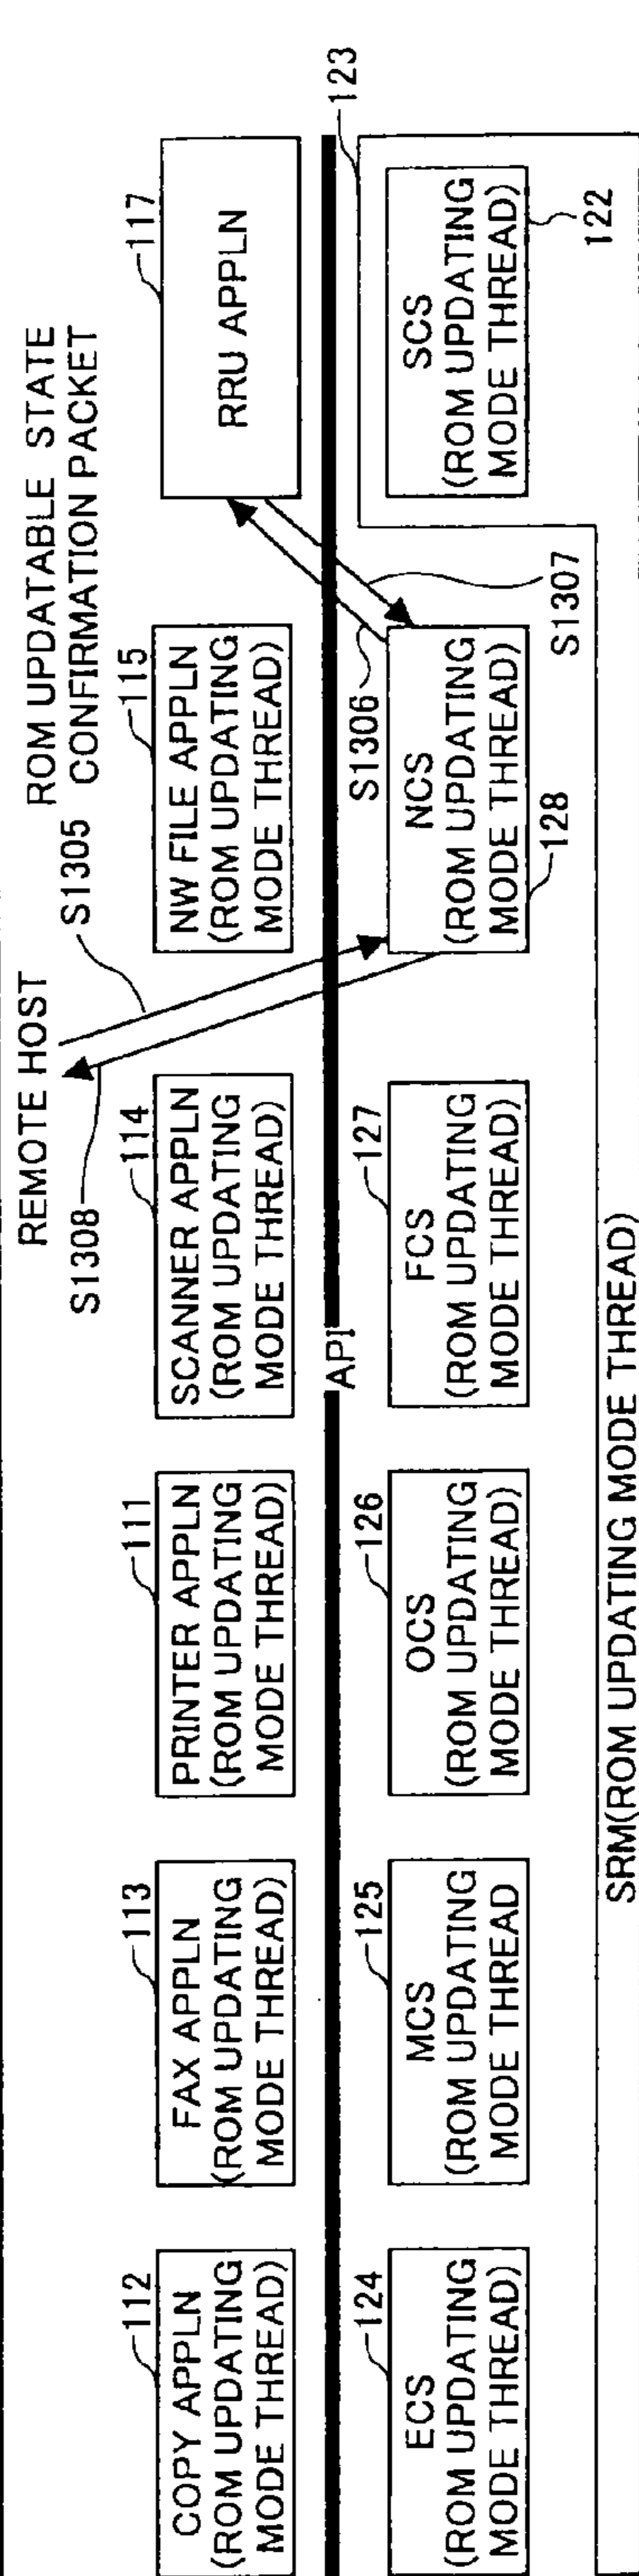 REMOTE HOST
S1308
S1305
ROM UPDATABLE STATE
CONFIRMATION PACKET
112
COPY APPLN
(ROM UPDATING
MODE THREAD)
113
FAX APPLN
(ROM UPDATING
MODE THREAD)
111
PRINTER APPLN
(ROM UPDATING
MODE THREAD)
114
SCANNER APPLN
(ROM UPDATING
MODE THREAD)
115
NW FILE APPLN
(ROM UPDATING
MODE THREAD)
117
RRU APPLN
API
123
S1306
S1307
124
ECS
(ROM UPDATING
MODE THREAD)
125
MCS
(ROM UPDATING
MODE THREAD
126
OCS
(ROM UPDATING
MODE THREAD)
127
FCS
(ROM UPDATING
MODE THREAD)
NCS
(ROM UPDATING
MODE THREAD)
128
SCS
(ROM UPDATING
MODE THREAD)
122
SRM(ROM UPDATING MODE THREAD)